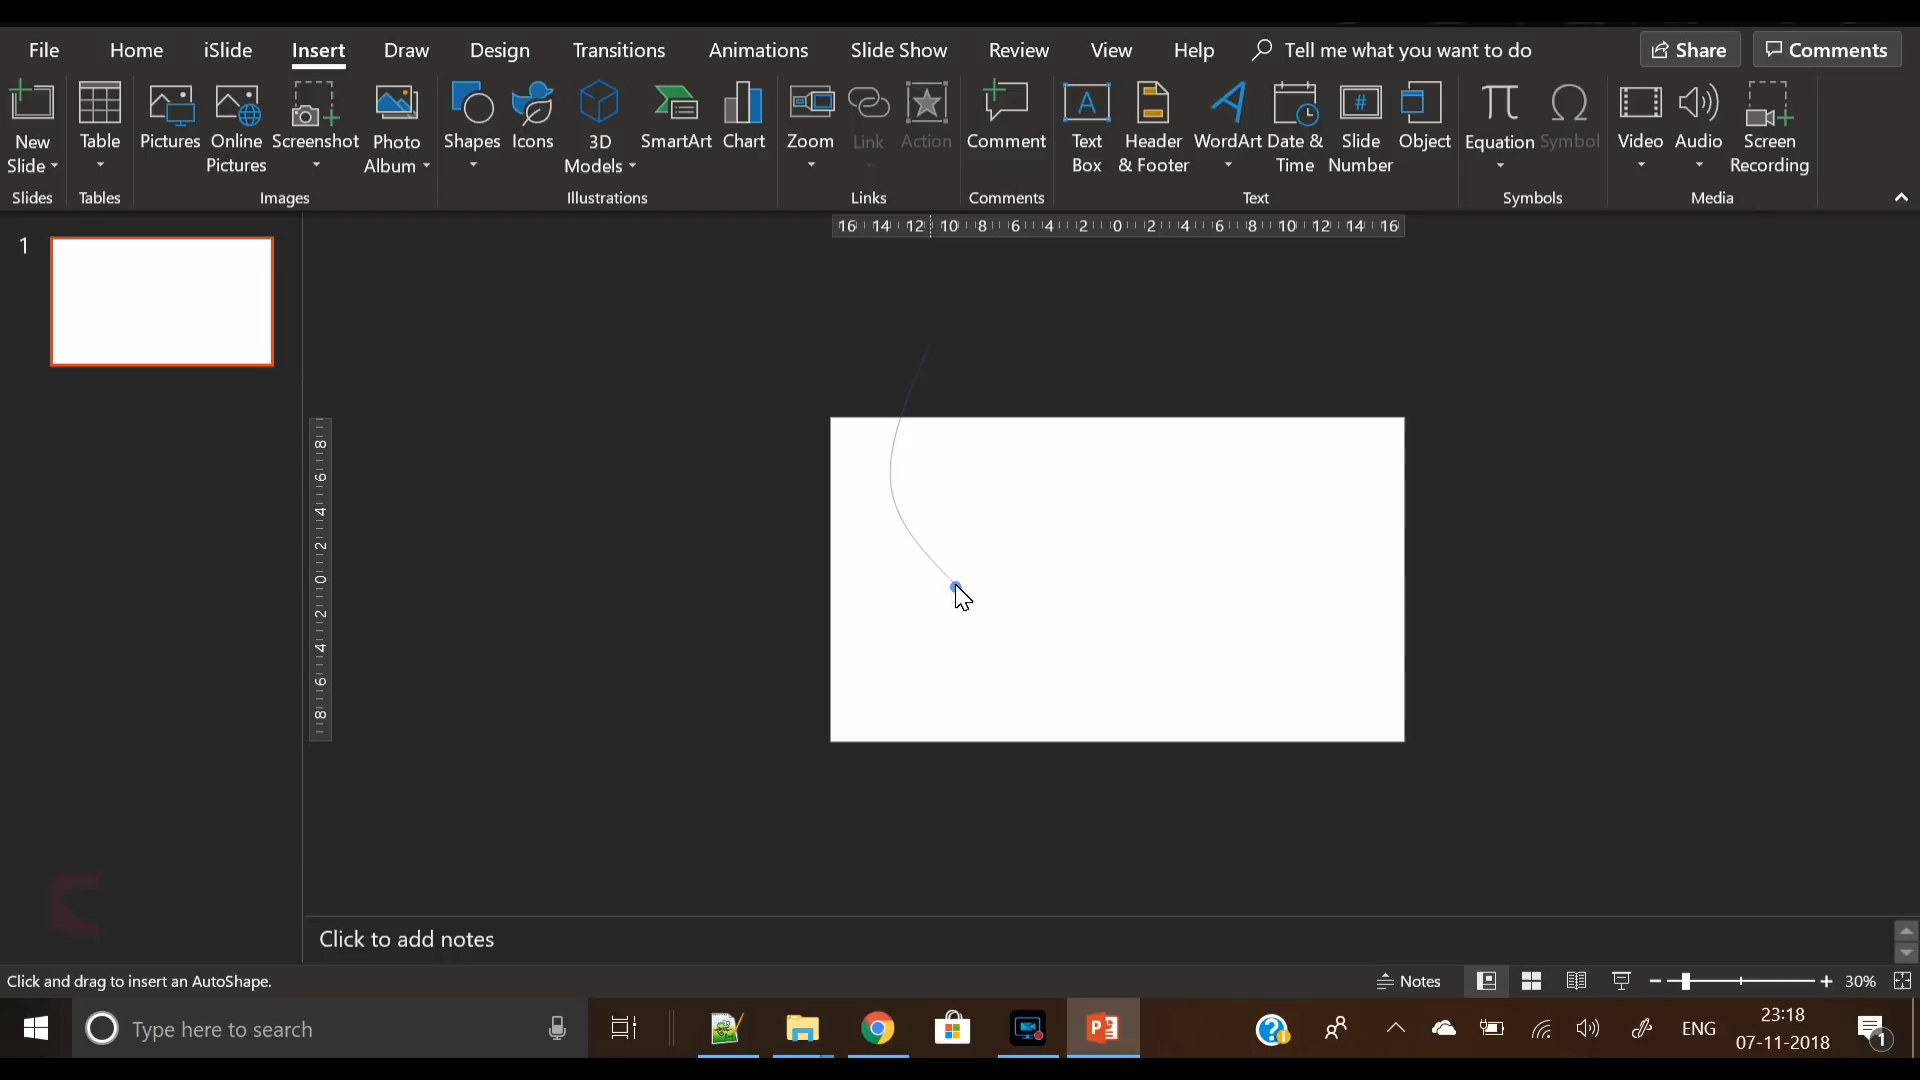 File Home iSlide Insert Draw Design Transitions Animations Slide Show Review View Help Tell me what you want to do Share Comments
New Slide Table Pictures Online Pictures Screenshot Photo Album Shapes Icons 3D Models SmartArt Chart Zoom Link Action Comment Text Box Header & Footer WordArt Date & Time Slide Number Object Equation Symbol Video Audio Screen Recording
Slides Tables Images Illustrations Links Comments Text Symbols Media
16 14 12 10 8 6 4 2 0 2 4 6 8 10 12 14 16
1
8
6
4
2
0
2
4
6
8
Click to add notes
Click and drag to insert an AutoShape. Notes 30%
Type here to search ENG 23:18
07-11-2018 1